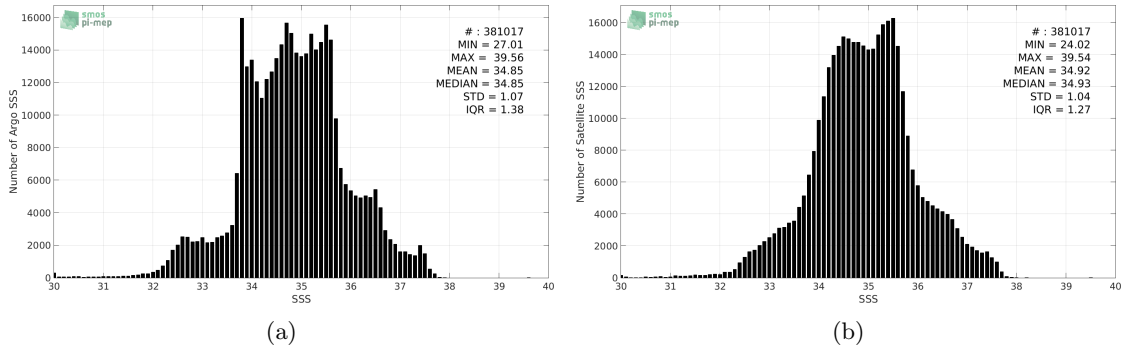 smos
pi-mep
# : 381017
MIN = 27.01
MAX = 39.56
MEAN = 34.85
MEDIAN = 34.85
STD = 1.07
IQR = 1.38
Number of Argo SSS
16000
14000
12000
10000
8000
6000
4000
2000
0
30 31 32 33 34 35 36 37 38 39 40
SSS
(a)
smos
pi-mep
# : 381017
MIN = 24.02
MAX = 39.54
MEAN = 34.92
MEDIAN = 34.93
STD = 1.04
IQR = 1.27
Number of Satellite SSS
16000
14000
12000
10000
8000
6000
4000
2000
0
30 31 32 33 34 35 36 37 38 39 40
SSS
(b)